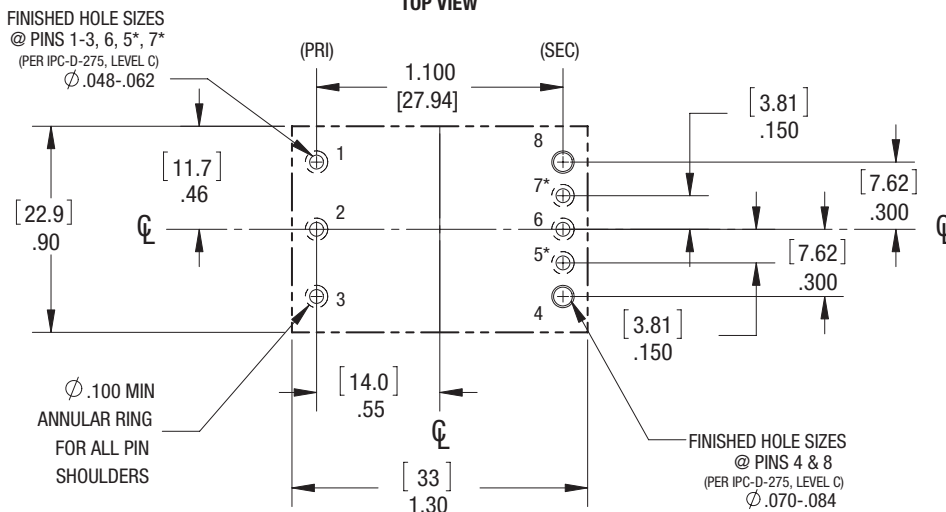 TOP VIEW
FINISHED HOLE SIZES
@ PINS 1-3, 6, 5*, 7*
(PER IPC-D-275, LEVEL C)
∅ .048-.062
(PRI)
(SEC)
1.100
[27.94]
[3.81]
.150
[11.7]
.46
[22.9]
.90
℄
1
2
3
8
7*
6
5*
4
[7.62]
.300
℄
[7.62]
.300
[3.81]
.150
∅ .100 MIN
ANNULAR RING
FOR ALL PIN
SHOULDERS
[14.0]
.55
℄
[33]
1.30
FINISHED HOLE SIZES
@ PINS 4 & 8
(PER IPC-D-275, LEVEL C)
∅ .070-.084